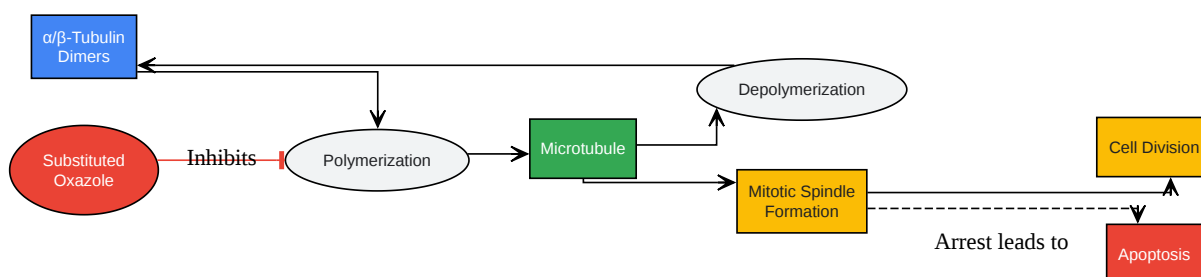 α/β-Tubulin
Dimers
Depolymerization
Substituted
Oxazole
Inhibits
Polymerization
Microtubule
Cell Division
Mitotic Spindle
Formation
Arrest leads to
Apoptosis